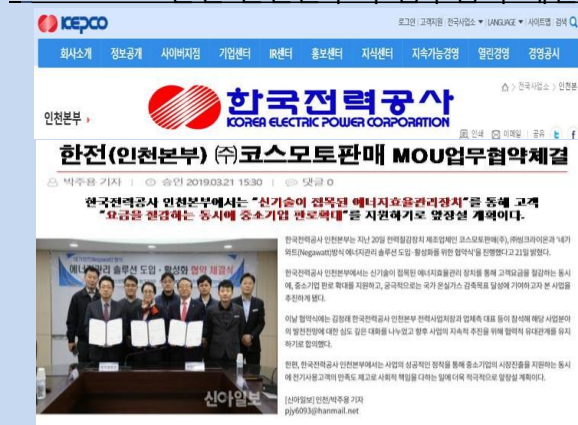 KEPCO
로그인 | 고객지원 | 전국사업소 ▼ | LANGUAGE ▼ | 사이트맵 | 검색
회사소개 정보공개 사이버지점 기업센터 IR센터 홍보센터 지식센터 지속가능경영 열린경영 경영공시
> 전국사업소 > 인천본
인천본부
한국전력공사
KOREA ELECTRIC POWER CORPORATION
인쇄 이메일 공유
한전(인천본부) ㈜코스모토판매 MOU업무협약체결
박주용 기자 | 승인 2019.03.21 15:30 | 댓글 0
한국전력공사 인천본부에서는 "신기술이 접목된 에너지효율관리장치"를 통해 고객
"요금을 절감하는 동시에 중소기업 판로확대"를 지원하기로 앞장설 계획이다.
네가와트(Negawatt)방식
에너지관리 솔루션 도입·활성화 협약 체결식
신아일보
한국전력공사 인천본부는 지난 20일 전력절감장치 제조업체인 코스모토판매(주), ㈜씽크라이온과 '네가
와트(Negawatt)방식 에너지관리 솔루션 도입·활성화를 위한 협약식'을 진행했다고 21일 밝혔다.
한국전력공사 인천본부에서는 신기술이 접목된 에너지효율관리 장치를 통해 고객요금을 절감하는 동시
에, 중소기업 판로 확대를 지원하고, 궁극적으로는 국가 온실가스 감축목표 달성에 기여하고자 본 사업을
추진하게 됐다.
이날 협약식에는 김정래 한국전력공사 인천본부 전력사업처장과 업체측 대표 등이 참석해 해당 사업분야
의 발전전망에 대한 심도 깊은 대화를 나누었고 향후 사업의 지속적 추진을 위해 협력적 유대관계를 유지
하기로 합의했다.
한편, 한국전력공사 인천본부에서는 사업의 성공적인 정착을 통해 중소기업의 시장진출을 지원하는 동시
에 전기사용고객의 만족도 제고로 사회적 책임을 다하는 일에 더욱 적극적으로 앞장설 계획이다.
[신아일보] 인천/박주용 기자
pjy6093@hanmail.net